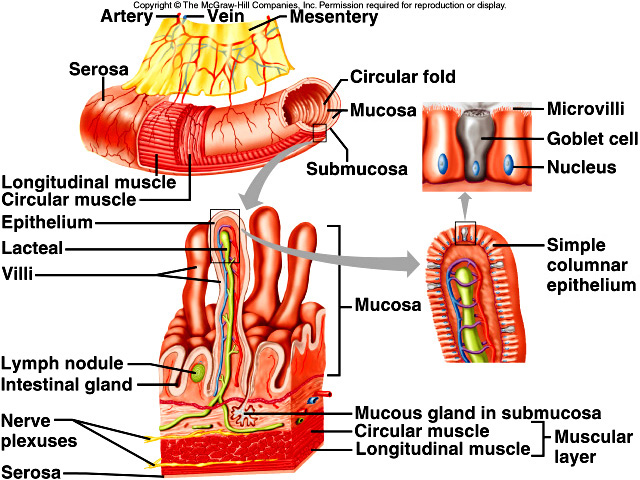 Copyright © The McGraw-Hill Companies, Inc. Permission required for reproduction or display.
Artery
Vein
Mesentery
Serosa
Circular fold
Mucosa
Submucosa
Longitudinal muscle
Circular muscle
Microvilli
Goblet cell
Nucleus
Epithelium
Lacteal
Villi
Simple
columnar
epithelium
Mucosa
Lymph nodule
Intestinal gland
Nerve
plexuses
Serosa
Mucous gland in submucosa
Circular muscle
Longitudinal muscle
Muscular
layer